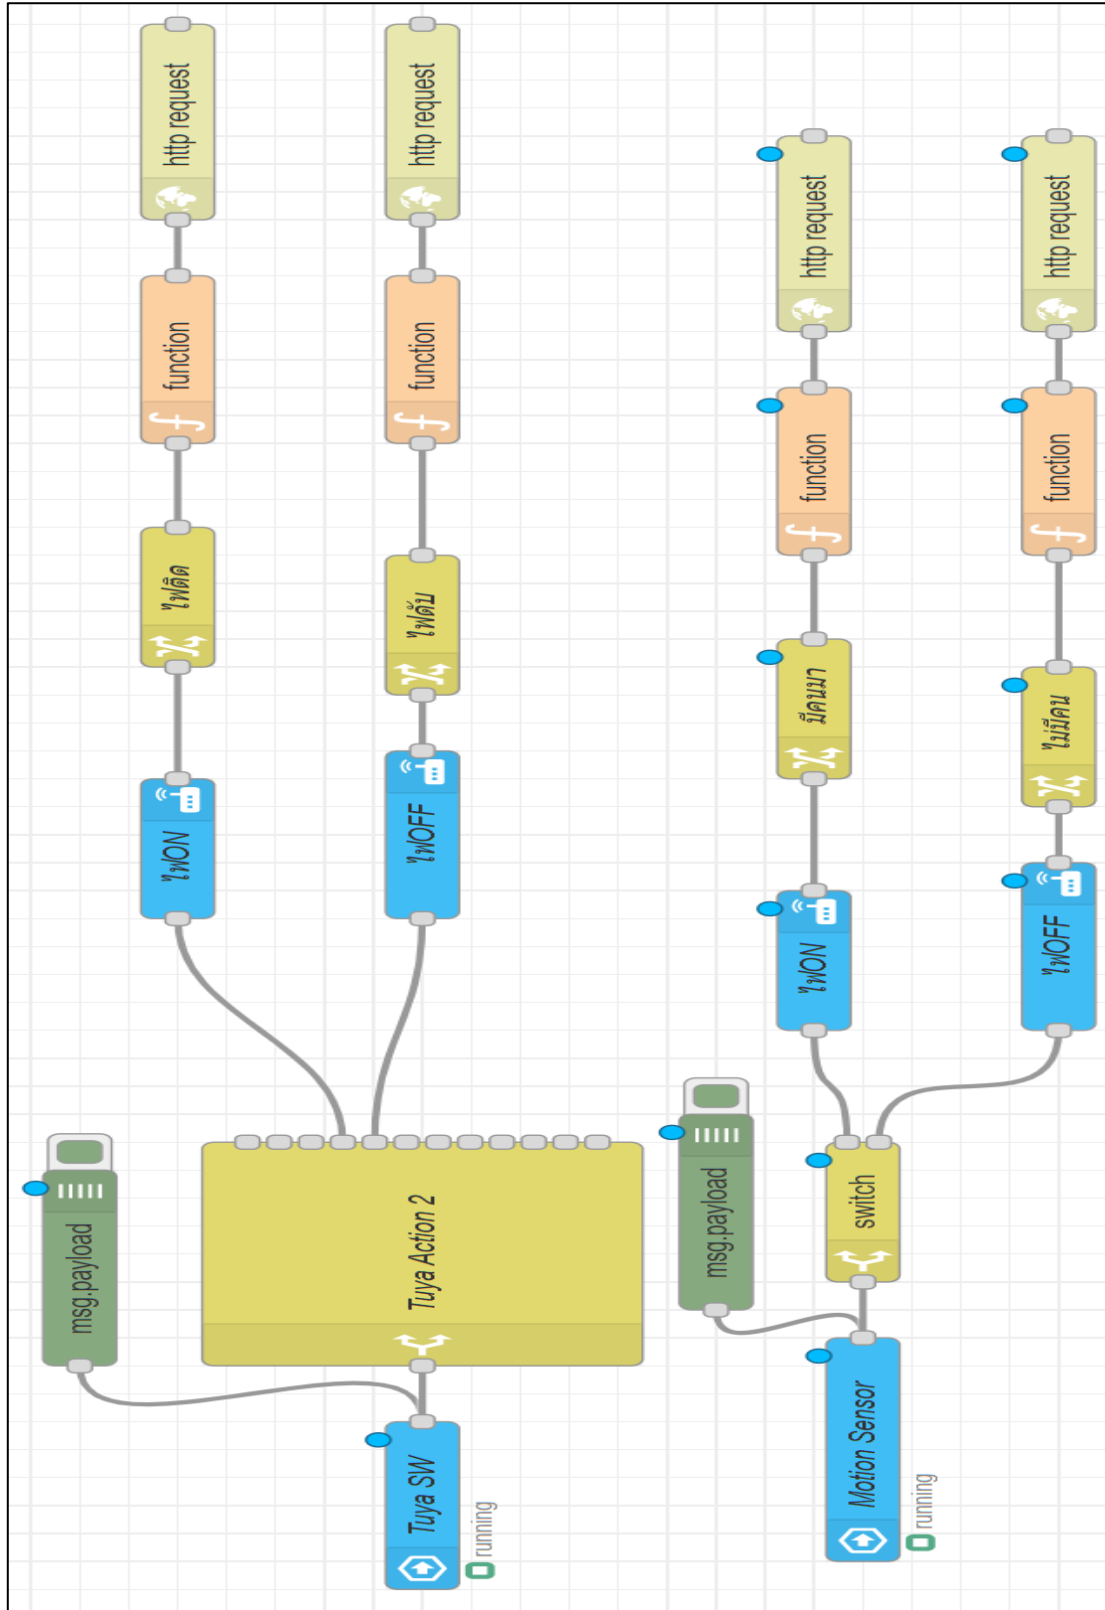 msg.payload
Tuya SW
running
Tuya Action 2
ไฟON
ไฟติด
function
http request
ไฟOFF
ไฟดับ
function
http request
msg.payload
Motion Sensor
running
switch
ไฟON
มีคนมา
function
http request
ไฟOFF
ไม่มีคน
function
http request